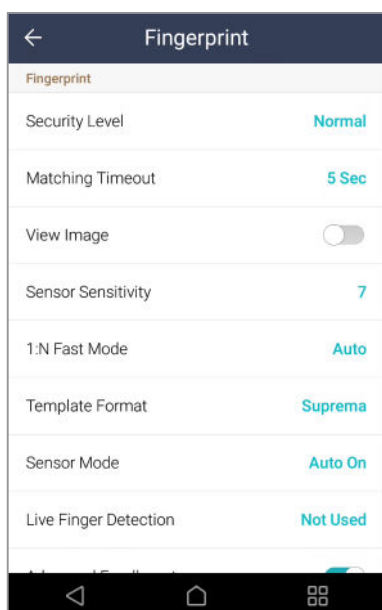 Fingerprint
Fingerprint
Security Level Normal
Matching Timeout 5 Sec
View Image
Sensor Sensitivity 7
1:N Fast Mode Auto
Template Format Suprema
Sensor Mode Auto On
Live Finger Detection Not Used